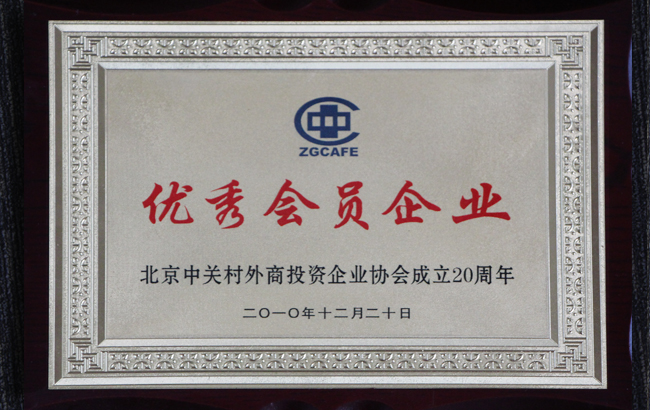 ZGCAFE
优秀会员企业
北京中关村外商投资企业协会成立20周年
二〇一〇年十二月二十日